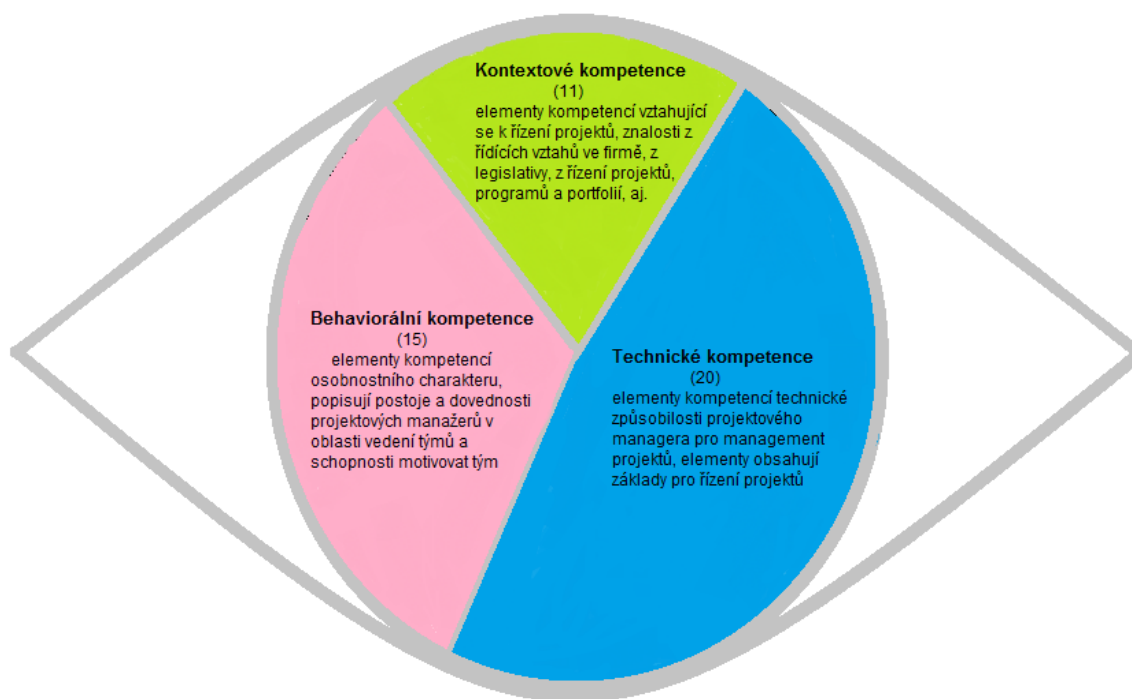 Kontextové kompetence
(11)
elementy kompetencí vztahující
se k řízení projektů, znalosti z
řídících vztahů ve firmě, z
legislativy, z řízení projektů,
programů a portfolií, aj.
Behaviorální kompetence
(15)
elementy kompetencí
osobnostního charakteru,
popisují postoje a dovednosti
projektových manažerů v
oblasti vedení týmů a
schopnosti motivovat tým
Technické kompetence
(20)
elementy kompetencí technické
způsobilosti projektového
managera pro management
projektů, elementy obsahují
základy pro řízení projektů